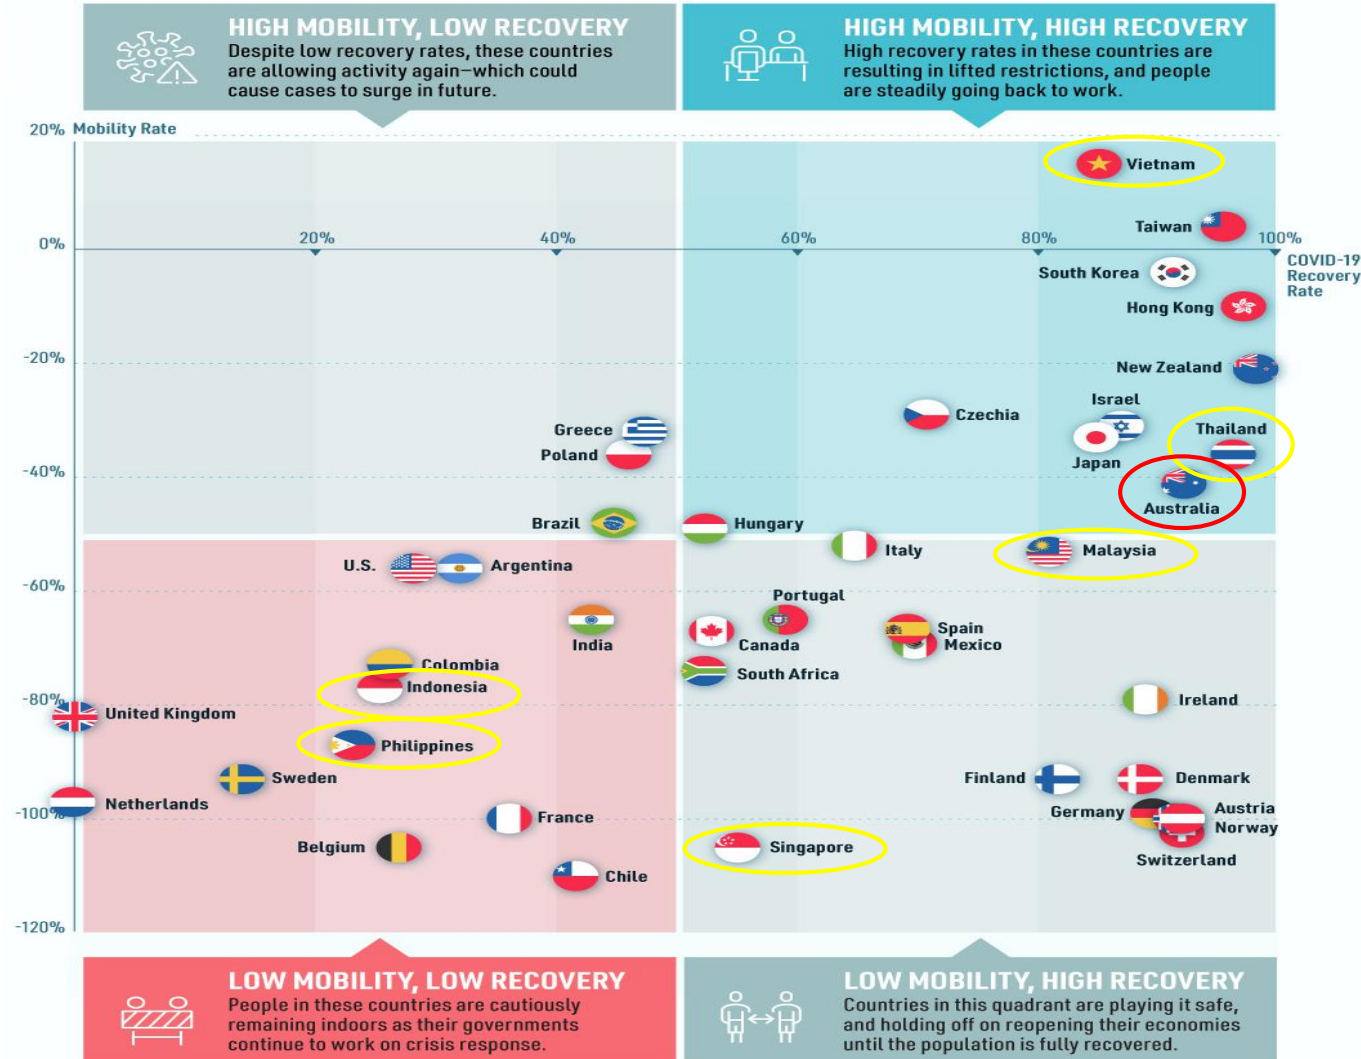 HIGH MOBILITY, LOW RECOVERY
Despite low recovery rates, these countries
are allowing activity again—which could
cause cases to surge in future.
HIGH MOBILITY, HIGH RECOVERY
High recovery rates in these countries are
resulting in lifted restrictions, and people
are steadily going back to work.
20% Mobility Rate
Vietnam
Taiwan
0%
20%
40%
60%
80%
100%
COVID-19
Recovery
Rate
South Korea
Hong Kong
-20%
New Zealand
Israel
Czechia
Greece
Thailand
Poland
Japan
-40%
Australia
Brazil
Hungary
Italy
Malaysia
U.S.
Argentina
-60%
Portugal
India
Canada
Spain
Mexico
Colombia
South Africa
Indonesia
-80%
Ireland
United Kingdom
Philippines
Sweden
Finland
Denmark
Netherlands
Germany
Austria
-100%
France
Norway
Belgium
Singapore
Switzerland
Chile
-120%
LOW MOBILITY, LOW RECOVERY
People in these countries are cautiously
remaining indoors as their governments
continue to work on crisis response.
LOW MOBILITY, HIGH RECOVERY
Countries in this quadrant are playing it safe,
and holding off on reopening their economies
until the population is fully recovered.